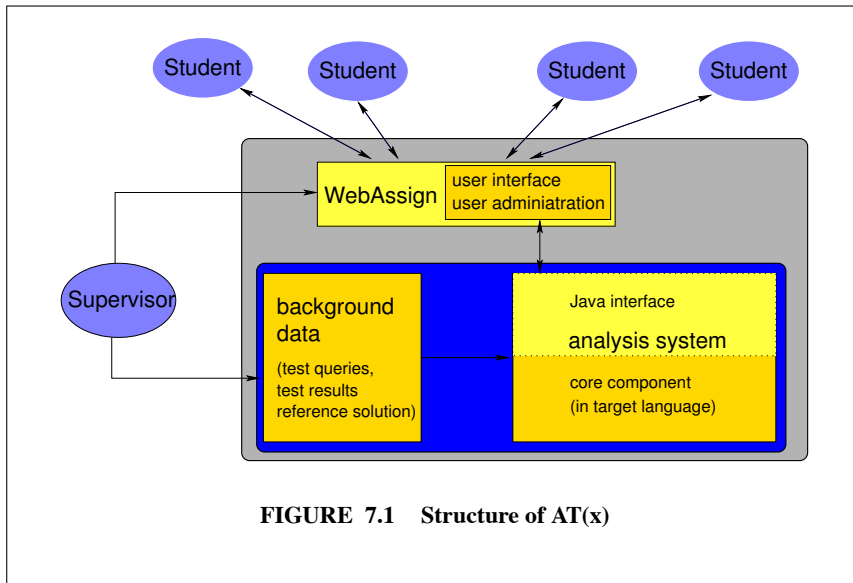 Student
Student
Student
Student
WebAssign
user interface
user adminiatration
Supervisor
background
data
(test queries,
test results
reference solution)
Java interface
analysis system
core component
(in target language)
FIGURE 7.1 Structure of AT(x)